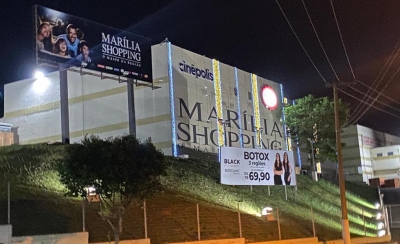 MARÍLIA
SHOPPING
cinépolis
MARÍLIA
SHOPPING
BLACK
BOTOX
3 regiões
R$ 69,90